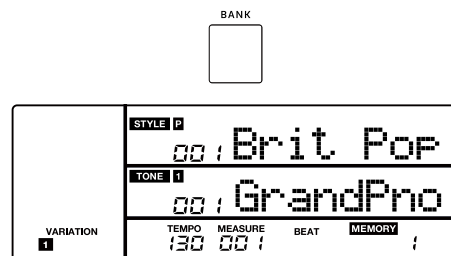 BANK
STYLE P
001 Brit Pop
TONE 1
001 GrandPno
VARIATION TEMPO MEASURE BEAT MEMORY
1 130 001 1